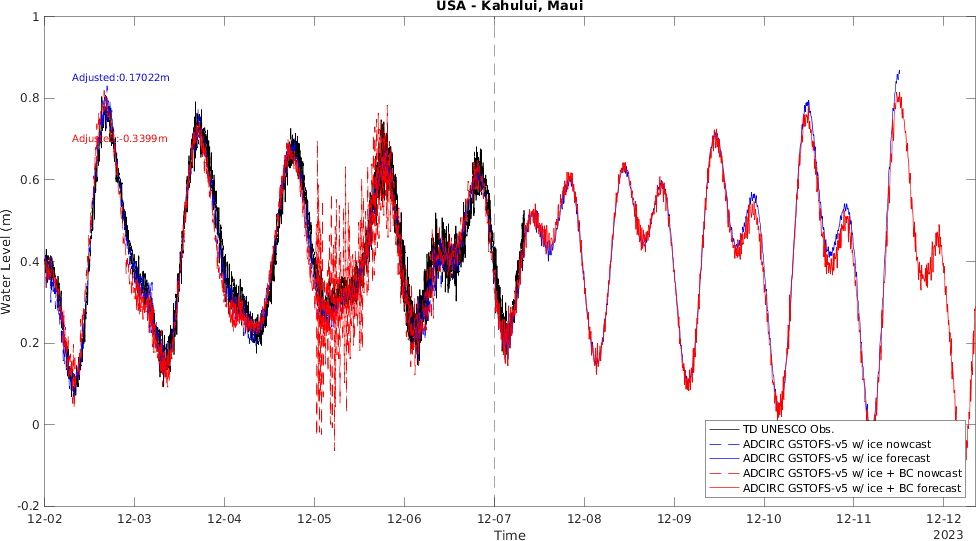 USA - Kahului, Maui
1
0.8
0.6
0.4
0.2
0
-0.2
Water Level (m)
Adjusted:0.17022m
Adjusted:-0.3399m
TD UNESCO Obs.
ADCIRC GSTOFS-v5 w/ ice nowcast
ADCIRC GSTOFS-v5 w/ ice forecast
ADCIRC GSTOFS-v5 w/ ice + BC nowcast
ADCIRC GSTOFS-v5 w/ ice + BC forecast
12-02 12-03 12-04 12-05 12-06 12-07 12-08 12-09 12-10 12-11 12-12
Time
2023